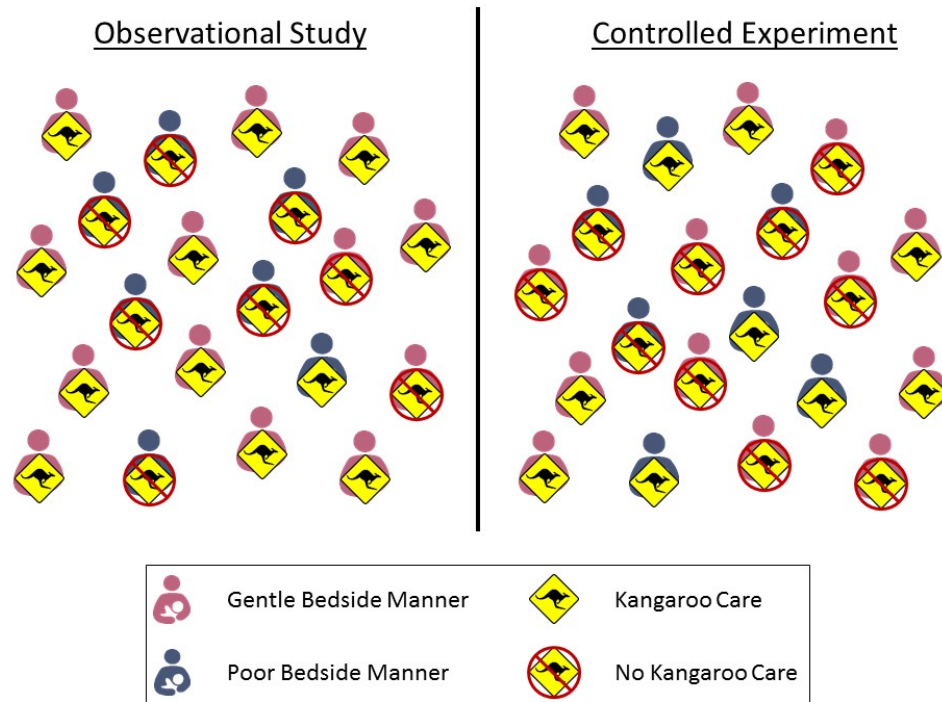 Observational Study
Controlled Experiment
Gentle Bedside Manner
Kangaroo Care
Poor Bedside Manner
No Kangaroo Care